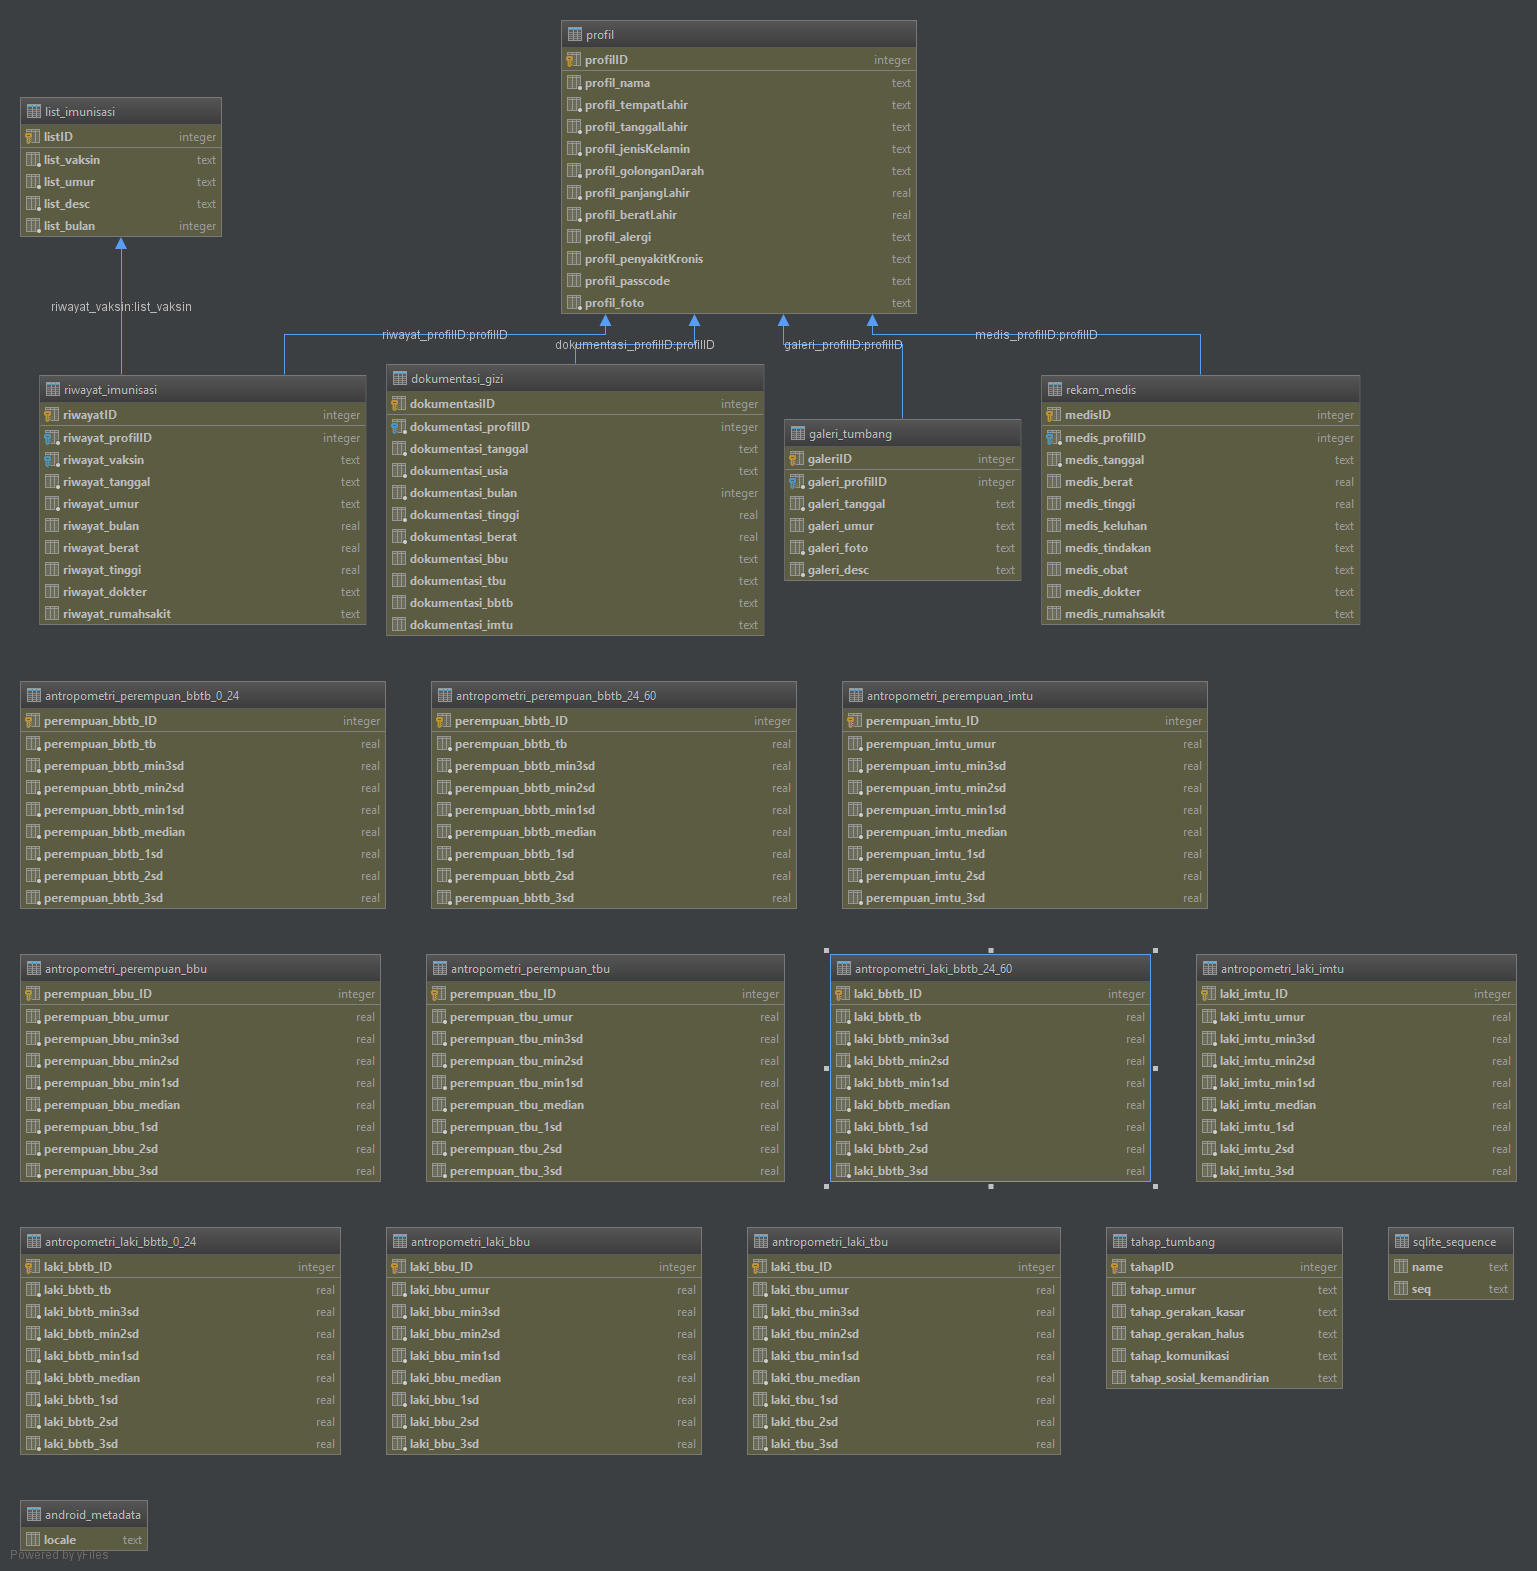 profil
profilID integer
profil_nama text
profil_tempatLahir text
profil_tanggalLahir text
profil_jenisKelamin text
profil_golonganDarah text
profil_panjangLahir real
profil_beratLahir real
profil_alergi text
profil_penyakitKronis text
profil_passcode text
profil_foto text
list_imunisasi
listID integer
list_vaksin text
list_umur text
list_desc text
list_bulan integer
riwayat_vaksin:list_vaksin
riwayat_profilID:profilID
dokumentasi_profilID:profilID
galeri_profilID:profilID
medis_profilID:profilID
riwayat_imunisasi
riwayatID integer
riwayat_profilID integer
riwayat_vaksin text
riwayat_tanggal text
riwayat_umur text
riwayat_bulan real
riwayat_berat real
riwayat_tinggi real
riwayat_dokter text
riwayat_rumahsakit text
dokumentasi_gizi
dokumentasiID integer
dokumentasi_profilID integer
dokumentasi_tanggal text
dokumentasi_usia text
dokumentasi_bulan integer
dokumentasi_tinggi real
dokumentasi_berat real
dokumentasi_bbu text
dokumentasi_tbu text
dokumentasi_bbtb text
dokumentasi_imtu text
galeri_tumbang
galeriID integer
galeri_profilID integer
galeri_tanggal text
galeri_umur text
galeri_foto text
galeri_desc text
rekam_medis
medisID integer
medis_profilID integer
medis_tanggal text
medis_berat real
medis_tinggi real
medis_keluhan text
medis_tindakan text
medis_obat text
medis_dokter text
medis_rumahsakit text
antropometri_perempuan_bbtb_0_24
perempuan_bbtb_ID integer
perempuan_bbtb_tb real
perempuan_bbtb_min3sd real
perempuan_bbtb_min2sd real
perempuan_bbtb_min1sd real
perempuan_bbtb_median real
perempuan_bbtb_1sd real
perempuan_bbtb_2sd real
perempuan_bbtb_3sd real
antropometri_perempuan_bbtb_24_60
perempuan_bbtb_ID integer
perempuan_bbtb_tb real
perempuan_bbtb_min3sd real
perempuan_bbtb_min2sd real
perempuan_bbtb_min1sd real
perempuan_bbtb_median real
perempuan_bbtb_1sd real
perempuan_bbtb_2sd real
perempuan_bbtb_3sd real
antropometri_perempuan_imtu
perempuan_imtu_ID integer
perempuan_imtu_umur real
perempuan_imtu_min3sd real
perempuan_imtu_min2sd real
perempuan_imtu_min1sd real
perempuan_imtu_median real
perempuan_imtu_1sd real
perempuan_imtu_2sd real
perempuan_imtu_3sd real
antropometri_perempuan_bbu
perempuan_bbu_ID integer
perempuan_bbu_umur real
perempuan_bbu_min3sd real
perempuan_bbu_min2sd real
perempuan_bbu_min1sd real
perempuan_bbu_median real
perempuan_bbu_1sd real
perempuan_bbu_2sd real
perempuan_bbu_3sd real
antropometri_perempuan_tbu
perempuan_tbu_ID integer
perempuan_tbu_umur real
perempuan_tbu_min3sd real
perempuan_tbu_min2sd real
perempuan_tbu_min1sd real
perempuan_tbu_median real
perempuan_tbu_1sd real
perempuan_tbu_2sd real
perempuan_tbu_3sd real
antropometri_laki_bbtb_24_60
laki_bbtb_ID integer
laki_bbtb_tb real
laki_bbtb_min3sd real
laki_bbtb_min2sd real
laki_bbtb_min1sd real
laki_bbtb_median real
laki_bbtb_1sd real
laki_bbtb_2sd real
laki_bbtb_3sd real
antropometri_laki_imtu
laki_imtu_ID integer
laki_imtu_umur real
laki_imtu_min3sd real
laki_imtu_min2sd real
laki_imtu_min1sd real
laki_imtu_median real
laki_imtu_1sd real
laki_imtu_2sd real
laki_imtu_3sd real
antropometri_laki_bbtb_0_24
laki_bbtb_ID integer
laki_bbtb_tb real
laki_bbtb_min3sd real
laki_bbtb_min2sd real
laki_bbtb_min1sd real
laki_bbtb_median real
laki_bbtb_1sd real
laki_bbtb_2sd real
laki_bbtb_3sd real
antropometri_laki_bbu
laki_bbu_ID integer
laki_bbu_umur real
laki_bbu_min3sd real
laki_bbu_min2sd real
laki_bbu_min1sd real
laki_bbu_median real
laki_bbu_1sd real
laki_bbu_2sd real
laki_bbu_3sd real
antropometri_laki_tbu
laki_tbu_ID integer
laki_tbu_umur real
laki_tbu_min3sd real
laki_tbu_min2sd real
laki_tbu_min1sd real
laki_tbu_median real
laki_tbu_1sd real
laki_tbu_2sd real
laki_tbu_3sd real
tahap_tumbang
tahapID integer
tahap_umur text
tahap_gerakan_kasar text
tahap_gerakan_halus text
tahap_komunikasi text
tahap_sosial_kemandirian text
sqlite_sequence
name text
seq text
android_metadata
locale text
Powered by yFiles